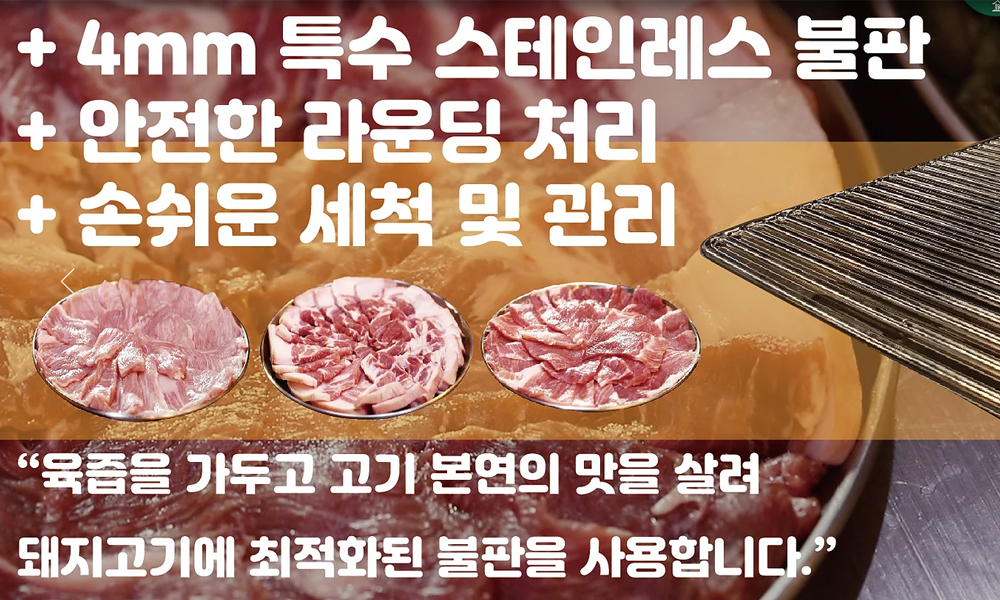 + 4mm 특수 스테인레스 불판
+ 안전한 라운딩 처리
+ 손쉬운 세척 및 관리
“육즙을 가두고 고기 본연의 맛을 살려
돼지고기에 최적화된 불판을 사용합니다.”